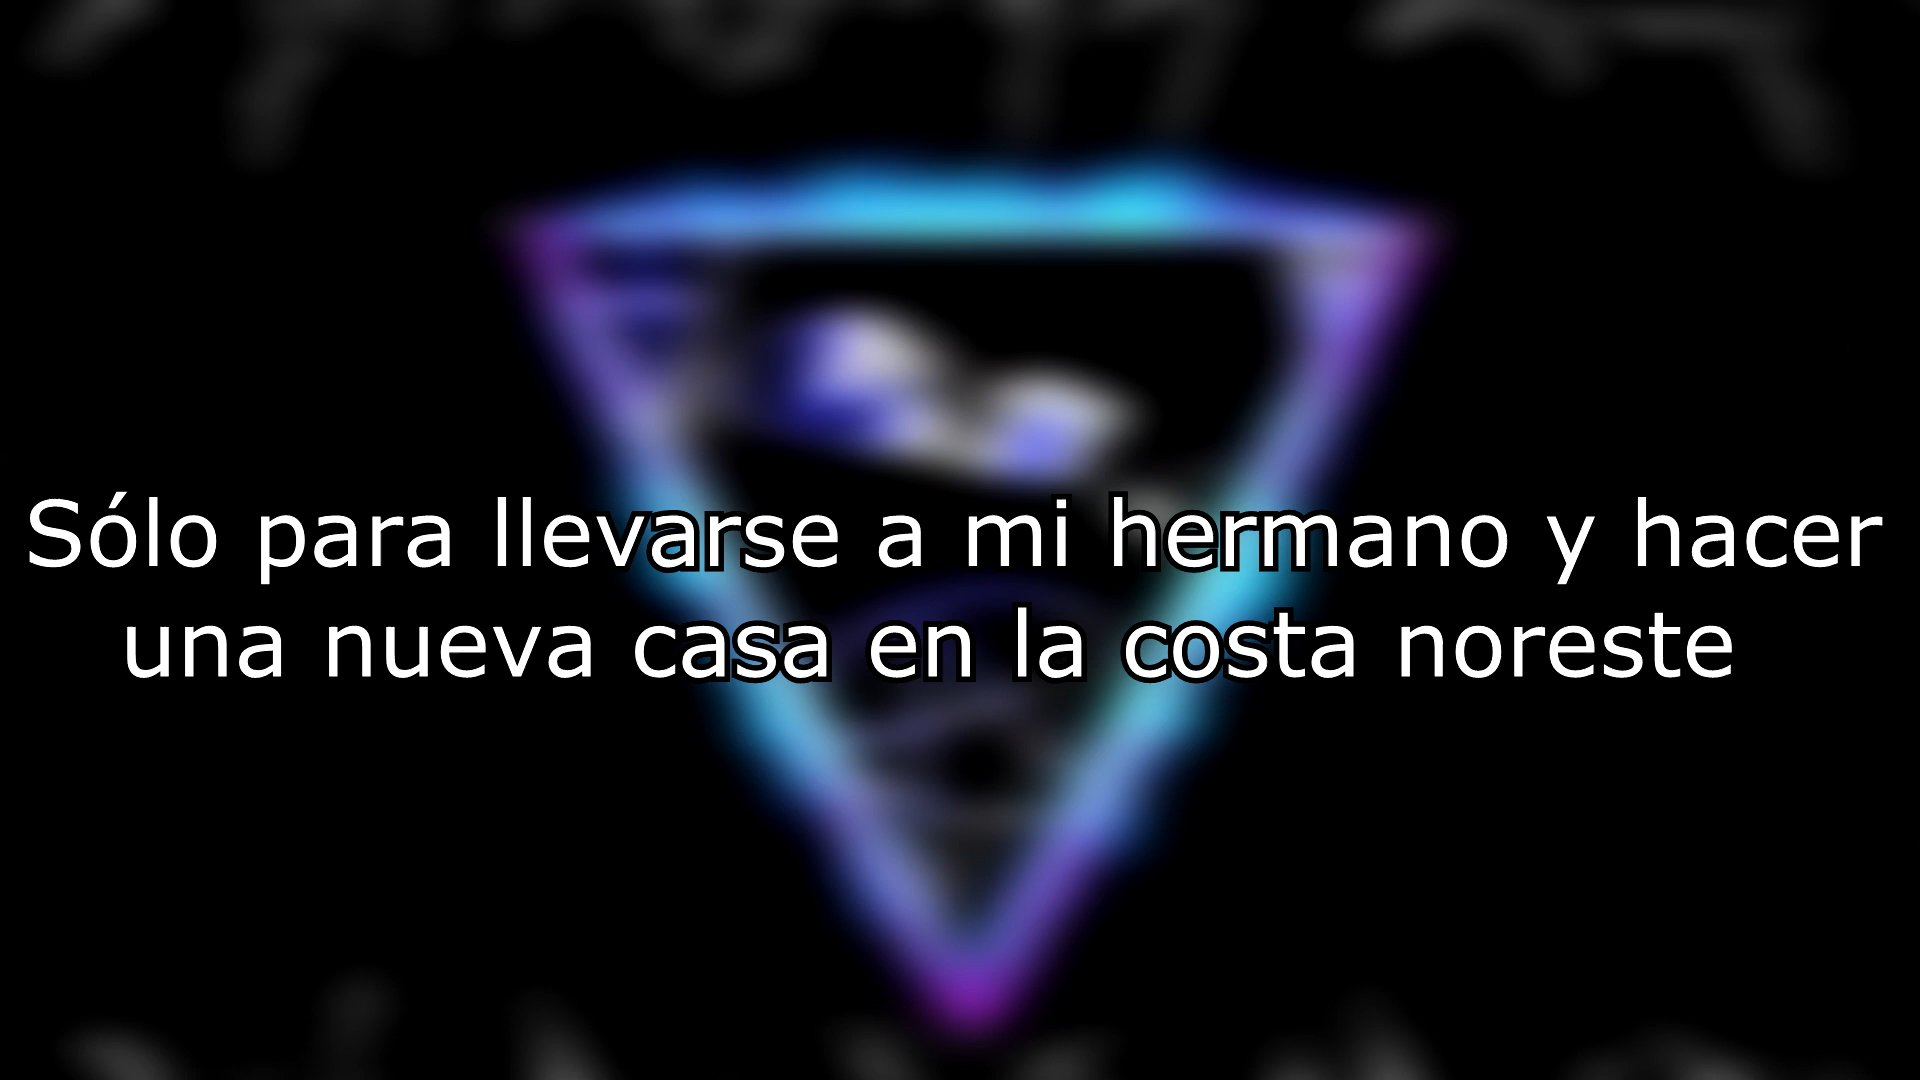 Sólo para llevarse a mi hermano y hacer
una nueva casa en la costa noreste